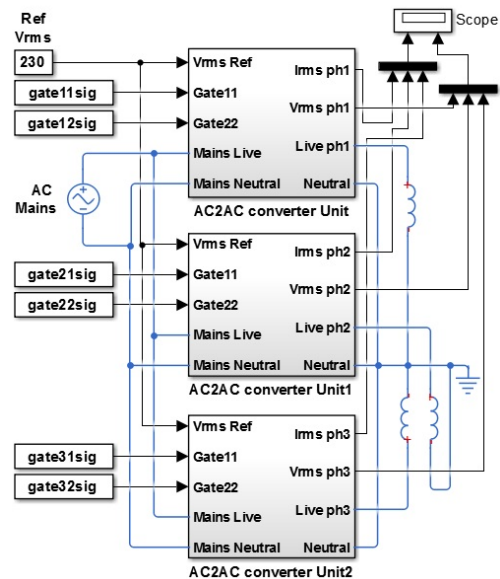 Ref
Vrms
230
gate11sig
gate12sig
AC
Mains
Vrms Ref
Gate11
Gate22
Mains Live
Mains Neutral
Irms ph1
Vrms ph1
Live ph1
Neutral
AC2AC converter Unit
Scope
gate21sig
gate22sig
Vrms Ref
Gate11
Gate22
Mains Live
Mains Neutral
Irms ph2
Vrms ph2
Live ph2
Neutral
AC2AC converter Unit1
gate31sig
gate32sig
Vrms Ref
Gate11
Gate22
Mains Live
Mains Neutral
Irms ph3
Vrms ph3
Live ph3
Neutral
AC2AC converter Unit2